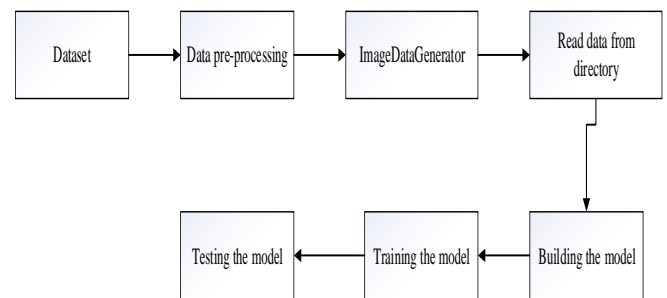 Dataset
Data pre-processing
ImageDataGenerator
Read data from
directory
Building the model
Training the model
Testing the model